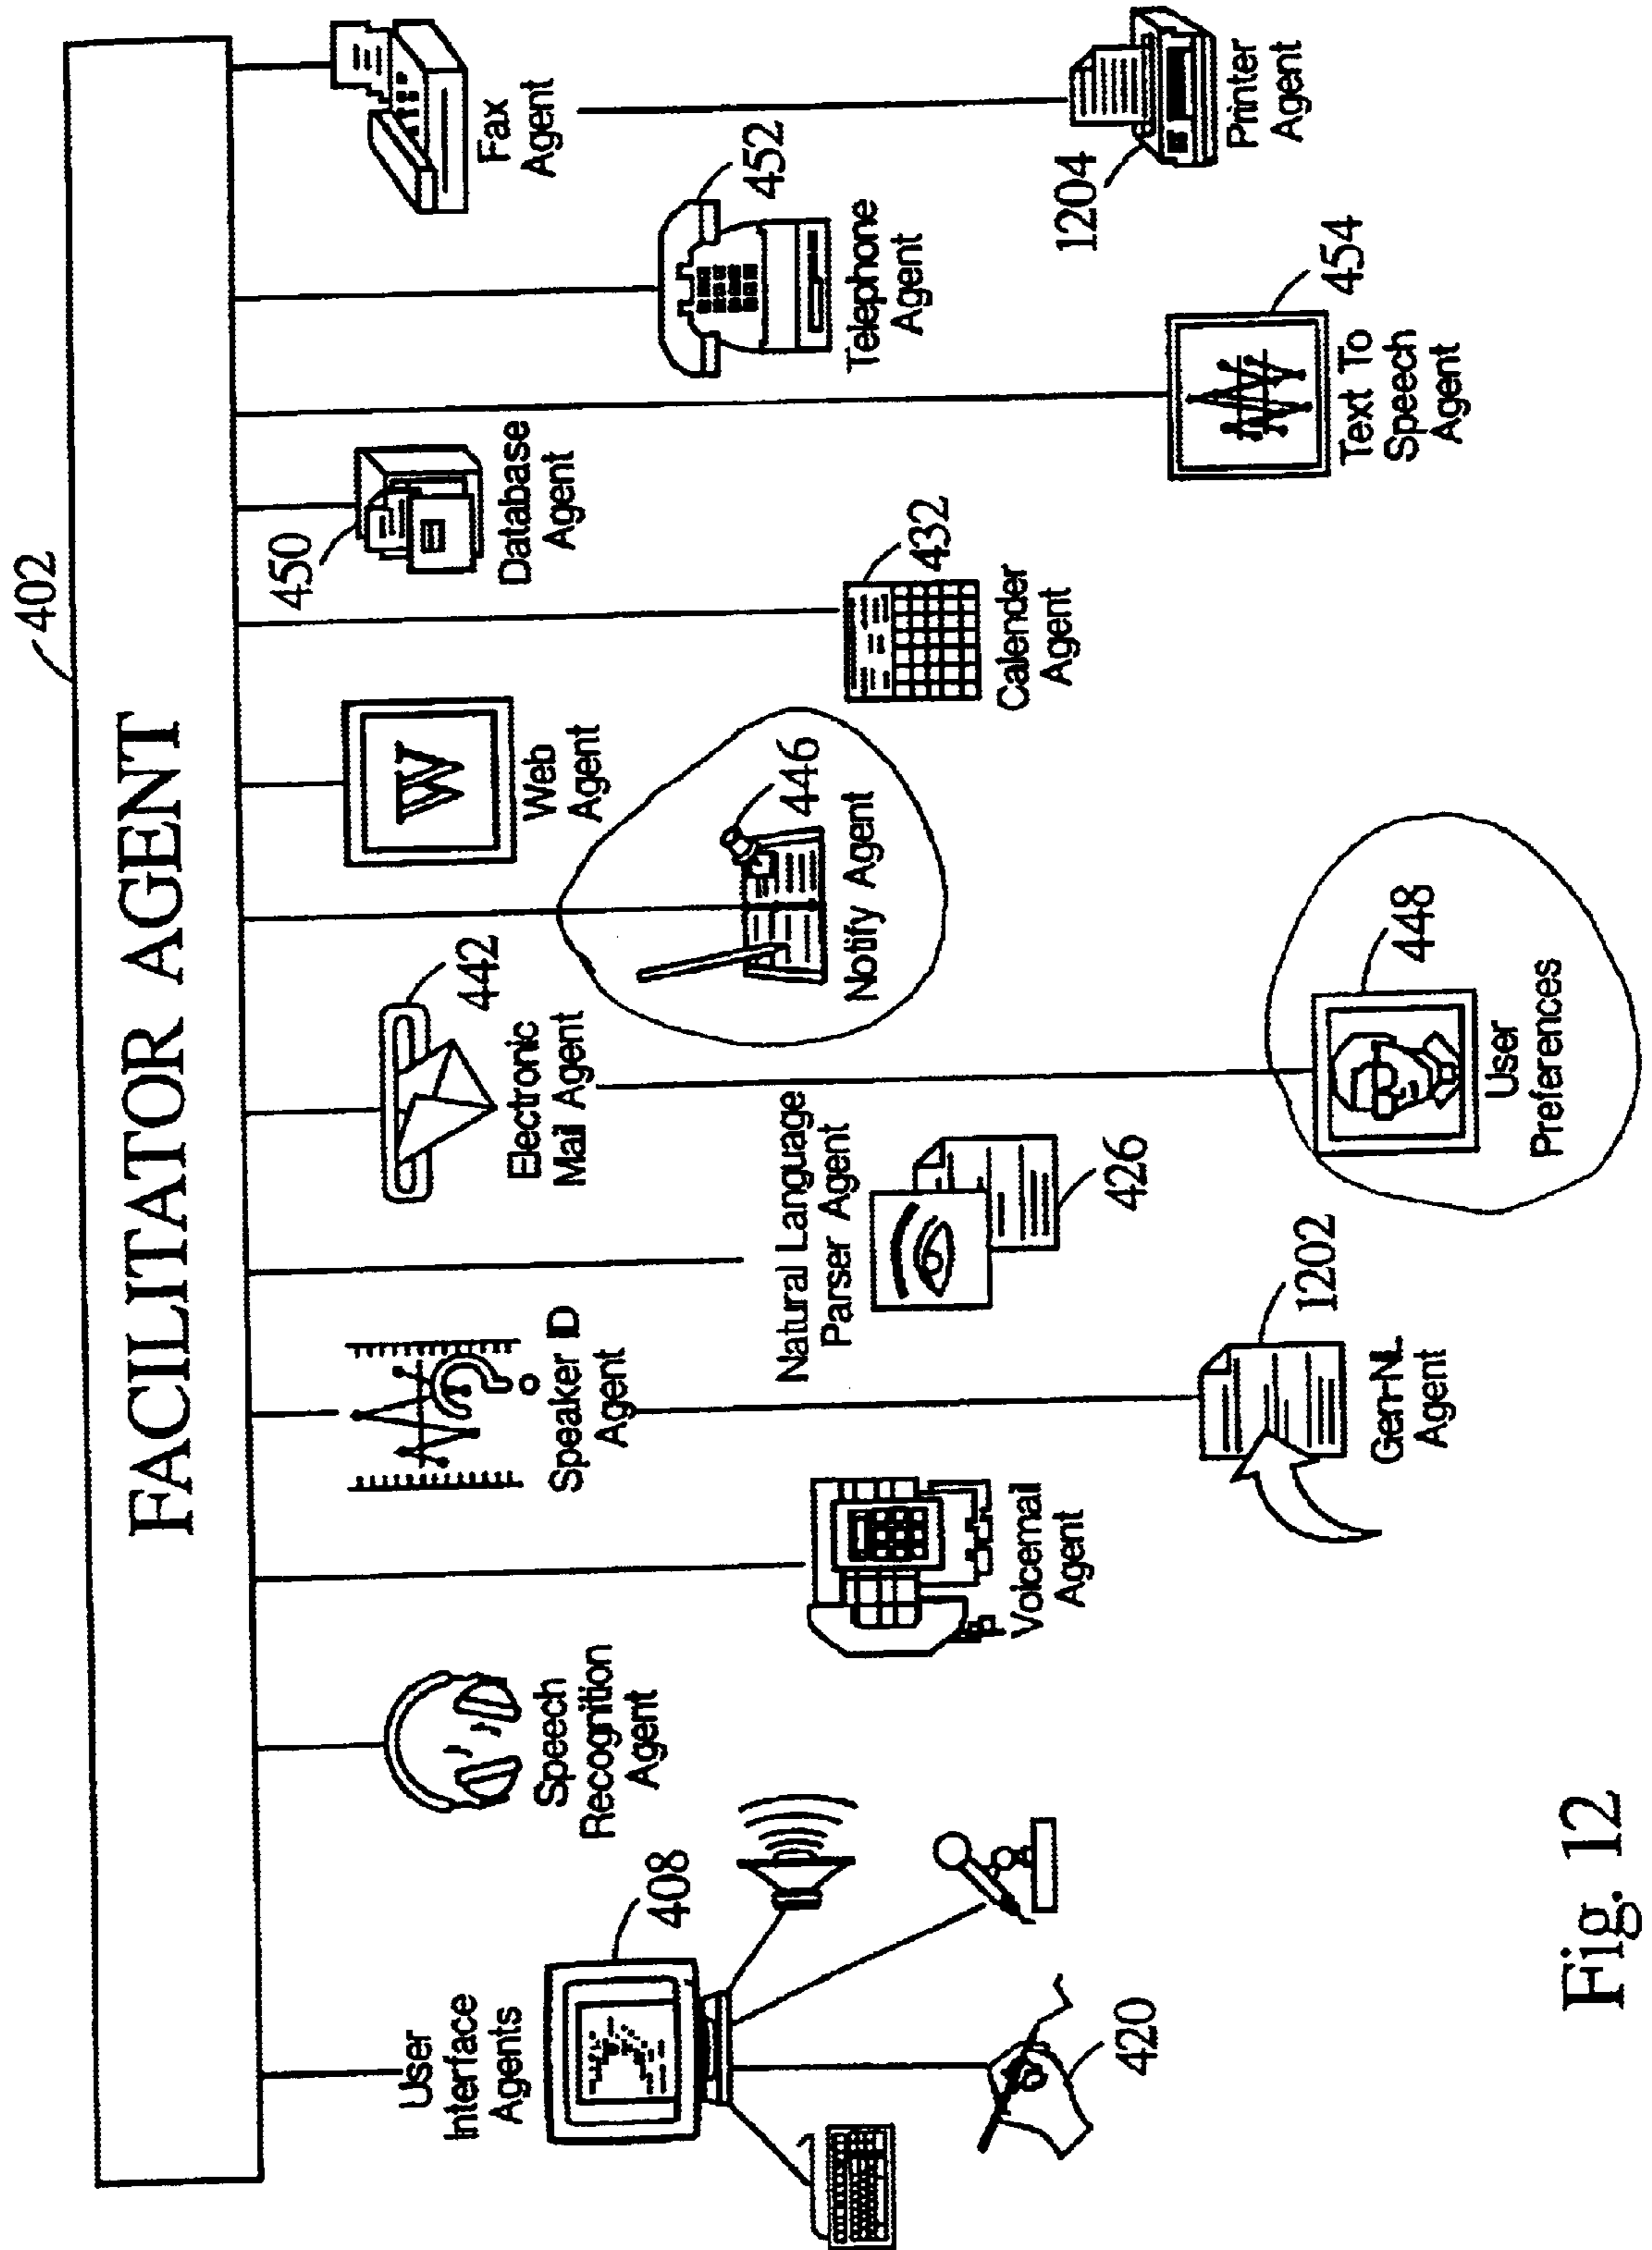 402
FACILITATOR AGENT
User
Interface
Agents
408
420
Speech
Recognition
Agent
Voicemail
Agent
Speaker ID
Agent
Gen-NL
Agent
1202
Natural Language
Parser Agent
426
Electronic
Mail Agent
442
User
Preferences
448
Notify Agent
446
Web
Agent
W
Calender
Agent
432
450
Database
Agent
Text To
Speech
Agent
454
Telephone
Agent
452
Fax
Agent
1204
Printer
Agent
Fig. 12